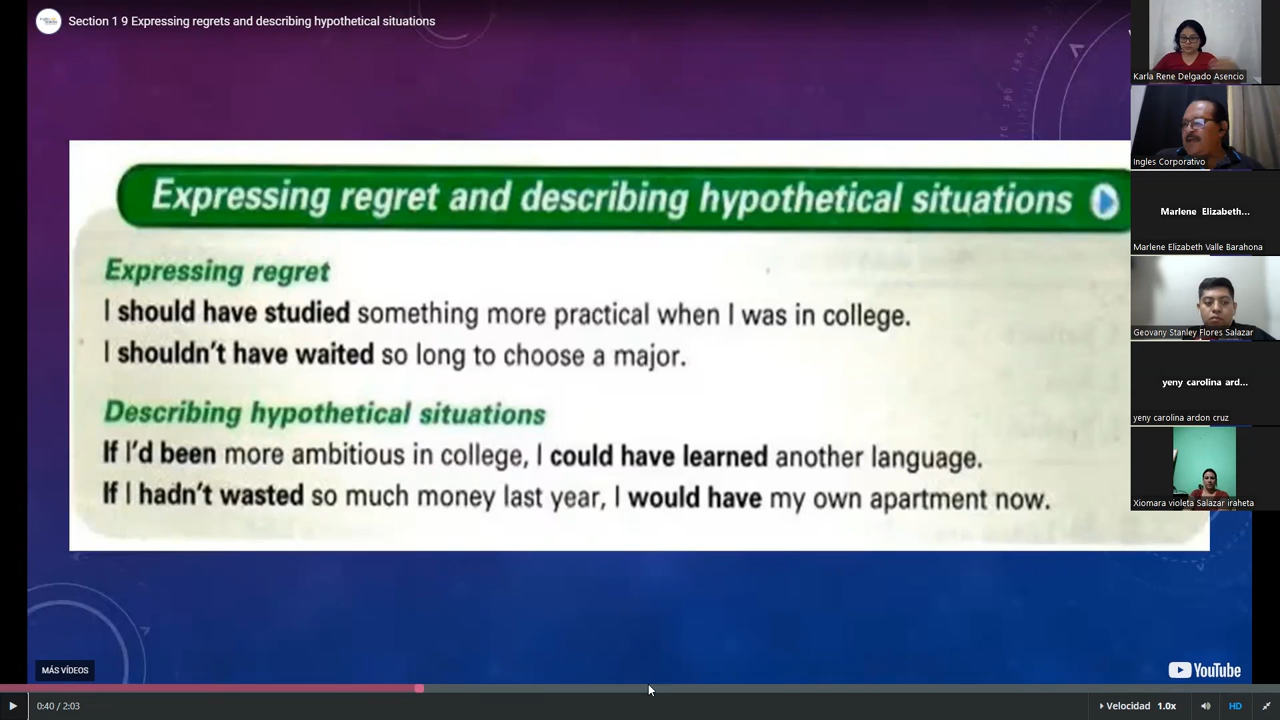 Section 1 9 Expressing regrets and describing hypothetical situations
Expressing regret and describing hypothetical situations
Expressing regret
I should have studied something more practical when I was in college.
I shouldn't have waited so long to choose a major.
Describing hypothetical situations
If I'd been more ambitious in college, I could have learned another language.
If I hadn't wasted so much money last year, I would have my own apartment now.
Karla Rene Delgado Asencio
Ingles Corporativo
Marlene Elizabeth...
Marlene Elizabeth Valle Barahona
Geovany Stanley Flores Salazar
yeny carolina ard...
yeny carolina ardon cruz
Xiomara violeta Salazar iraheta
MÁS VÍDEOS
YouTube
0:40 / 2:03
Velocidad 1.0x
HD